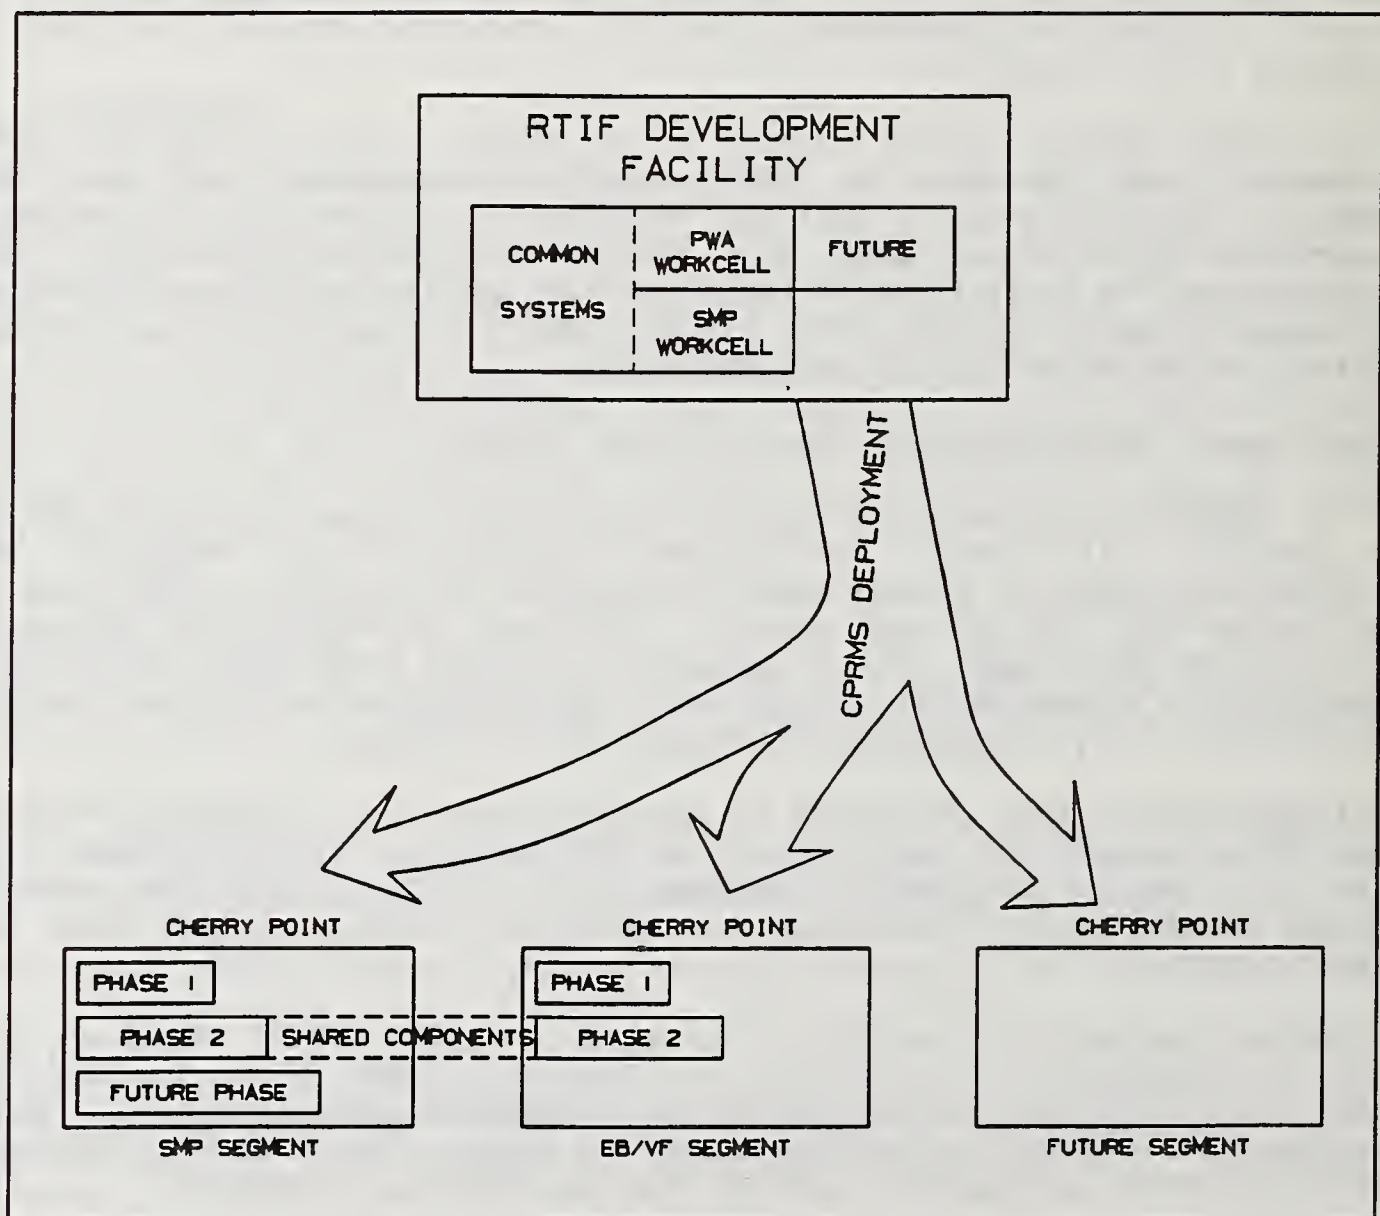 RTIF DEVELOPMENT
FACILITY
COMMON
SYSTEMS
PWA
WORKCELL
FUTURE
SMP
WORKCELL
CPRMS DEPLOYMENT
CHERRY POINT
PHASE 1
PHASE 2
FUTURE PHASE
SMP SEGMENT
SHARED COMPONENTS
CHERRY POINT
PHASE 1
PHASE 2
EB/VF SEGMENT
CHERRY POINT
FUTURE SEGMENT